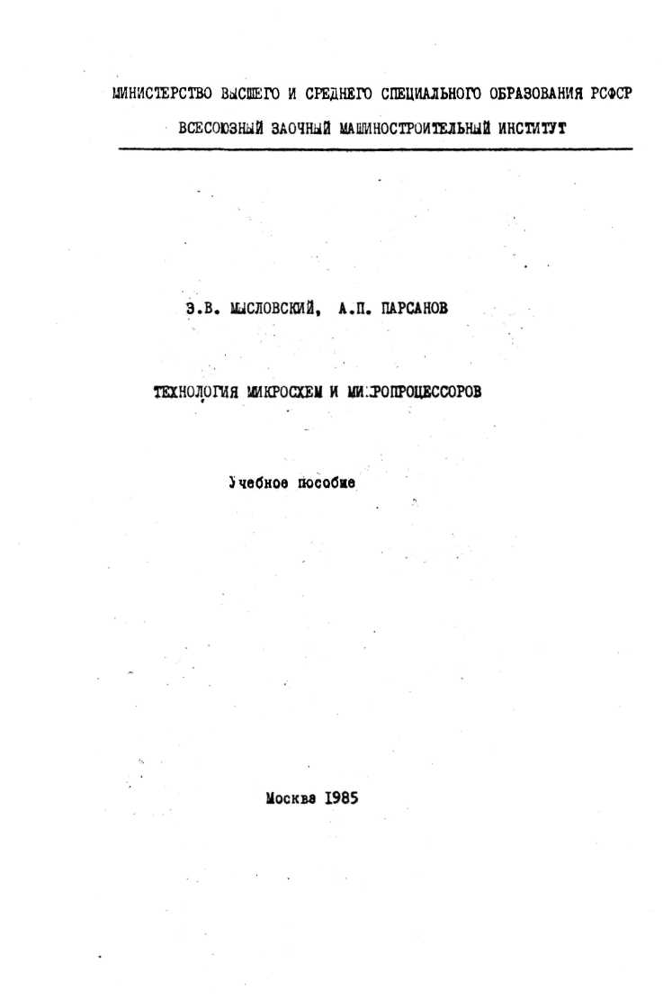 МИНИСТЕРСТВО ВЫСШЕГО И СРЕДНЕГО СПЕЦИАЛЬНОГО ОБРАЗОВАНИЯ РСФСР
ВСЕСОЮЗНЫЙ ЗАОЧНЫЙ МАШИНОСТРОИТЕЛЬНЫЙ ИНСТИТУТ
Э.В. МЫСЛОВСКИЙ, А.П. ПАРСАНОВ
ТЕХНОЛОГИЯ МИКРОСХЕМ И МИКРОПРОЦЕССОРОВ
Учебное пособие
Москва 1985